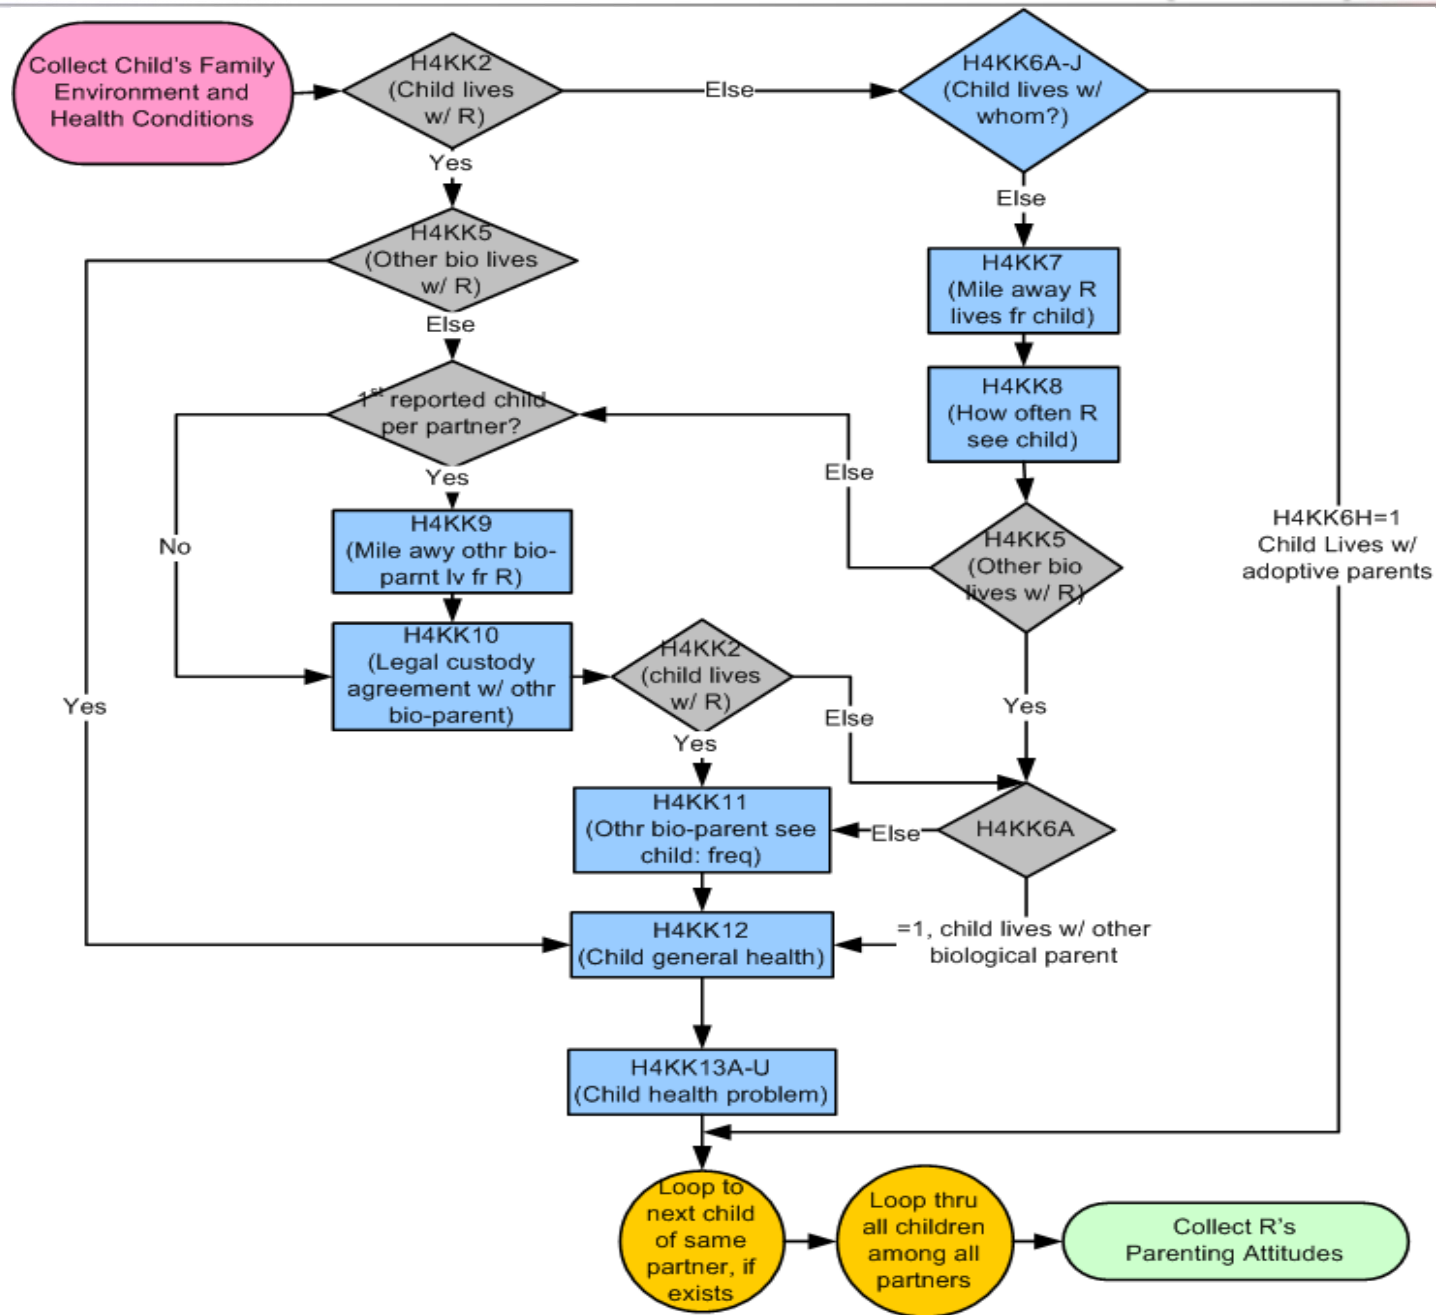 Collect Child's Family
Environment and
Health Conditions
H4KK2
(Child lives
w/ R)
Else
H4KK6A-J
(Child lives w/
whom?)
Yes
Else
H4KK5
(Other bio lives
w/ R)
H4KK7
(Mile away R
lives fr child)
Else
1st reported child
per partner?
H4KK8
(How often R
see child)
Else
Yes
H4KK9
(Mile awy othr bio-
parnt lv fr R)
No
H4KK5
(Other bio
lives w/ R)
H4KK6H=1
Child Lives w/
adoptive parents
H4KK10
(Legal custody
agreement w/ othr
bio-parent)
H4KK2
(child lives
w/ R)
Yes
Else
Yes
Yes
H4KK11
(Othr bio-parent see
child: freq)
Else
H4KK6A
H4KK12
(Child general health)
=1, child lives w/ other
biological parent
H4KK13A-U
(Child health problem)
Loop to
next child
of same
partner, if
exists
Loop thru
all children
among all
partners
Collect R's
Parenting Attitudes